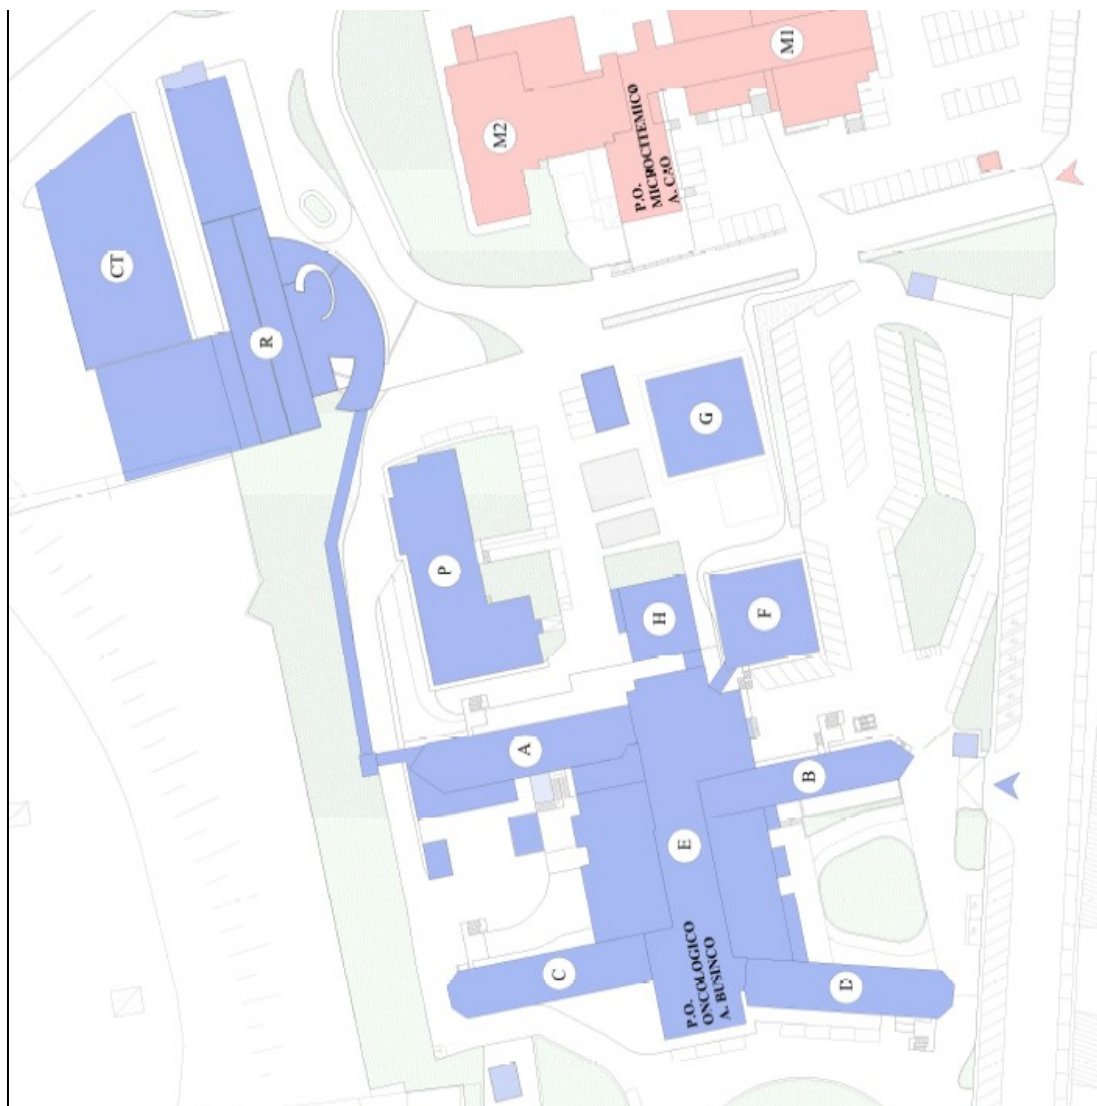 CT
R
P
M2
A
C
P.O.
MICROCITEMICO
A. CAO
H
E
P.O.
ONCOLOGICO
A. BUSINCO
G
F
M1
B
D